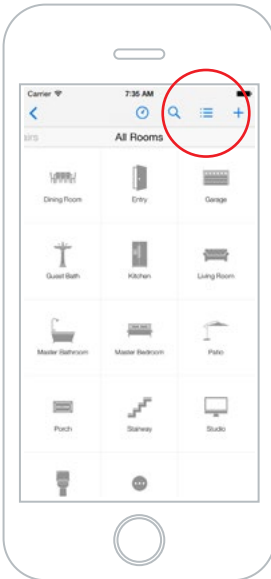 Carrier 7:35 AM
airs All Rooms
Dining Room Entry Garage
Guest Bath Kitchen Living Room
Master Bathroom Master Bedroom Patio
Porch Stairway Studio